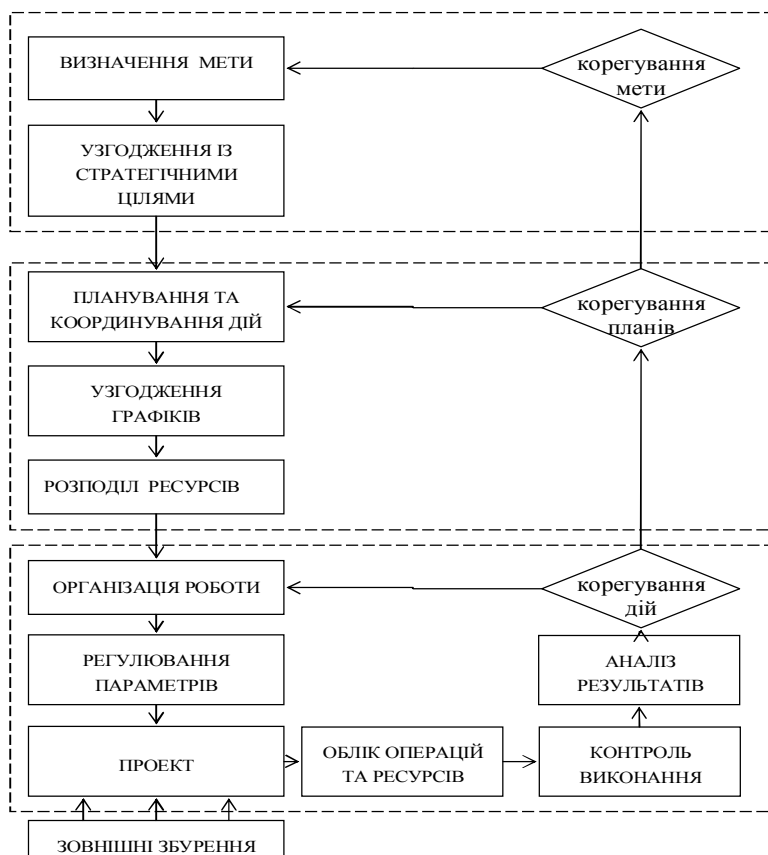 ВИЗНАЧЕННЯ МЕТИ
корегування
мети
УЗГОДЖЕННЯ ІЗ
СТРАТЕГІЧНИМИ
ЦІЛЯМИ
ПЛАНУВАННЯ ТА
КООРДИНУВАННЯ ДІЙ
корегування
планів
УЗГОДЖЕННЯ
ГРАФІКІВ
РОЗПОДІЛ РЕСУРСІВ
ОРГАНІЗАЦІЯ РОБОТИ
корегування
дій
РЕГУЛЮВАННЯ
ПАРАМЕТРІВ
АНАЛІЗ
РЕЗУЛЬТАТІВ
ПРОЕКТ
ОБЛІК ОПЕРАЦІЙ
ТА РЕСУРСІВ
КОНТРОЛЬ
ВИКОНАННЯ
ЗОВНІШНІ ЗБУРЕННЯ